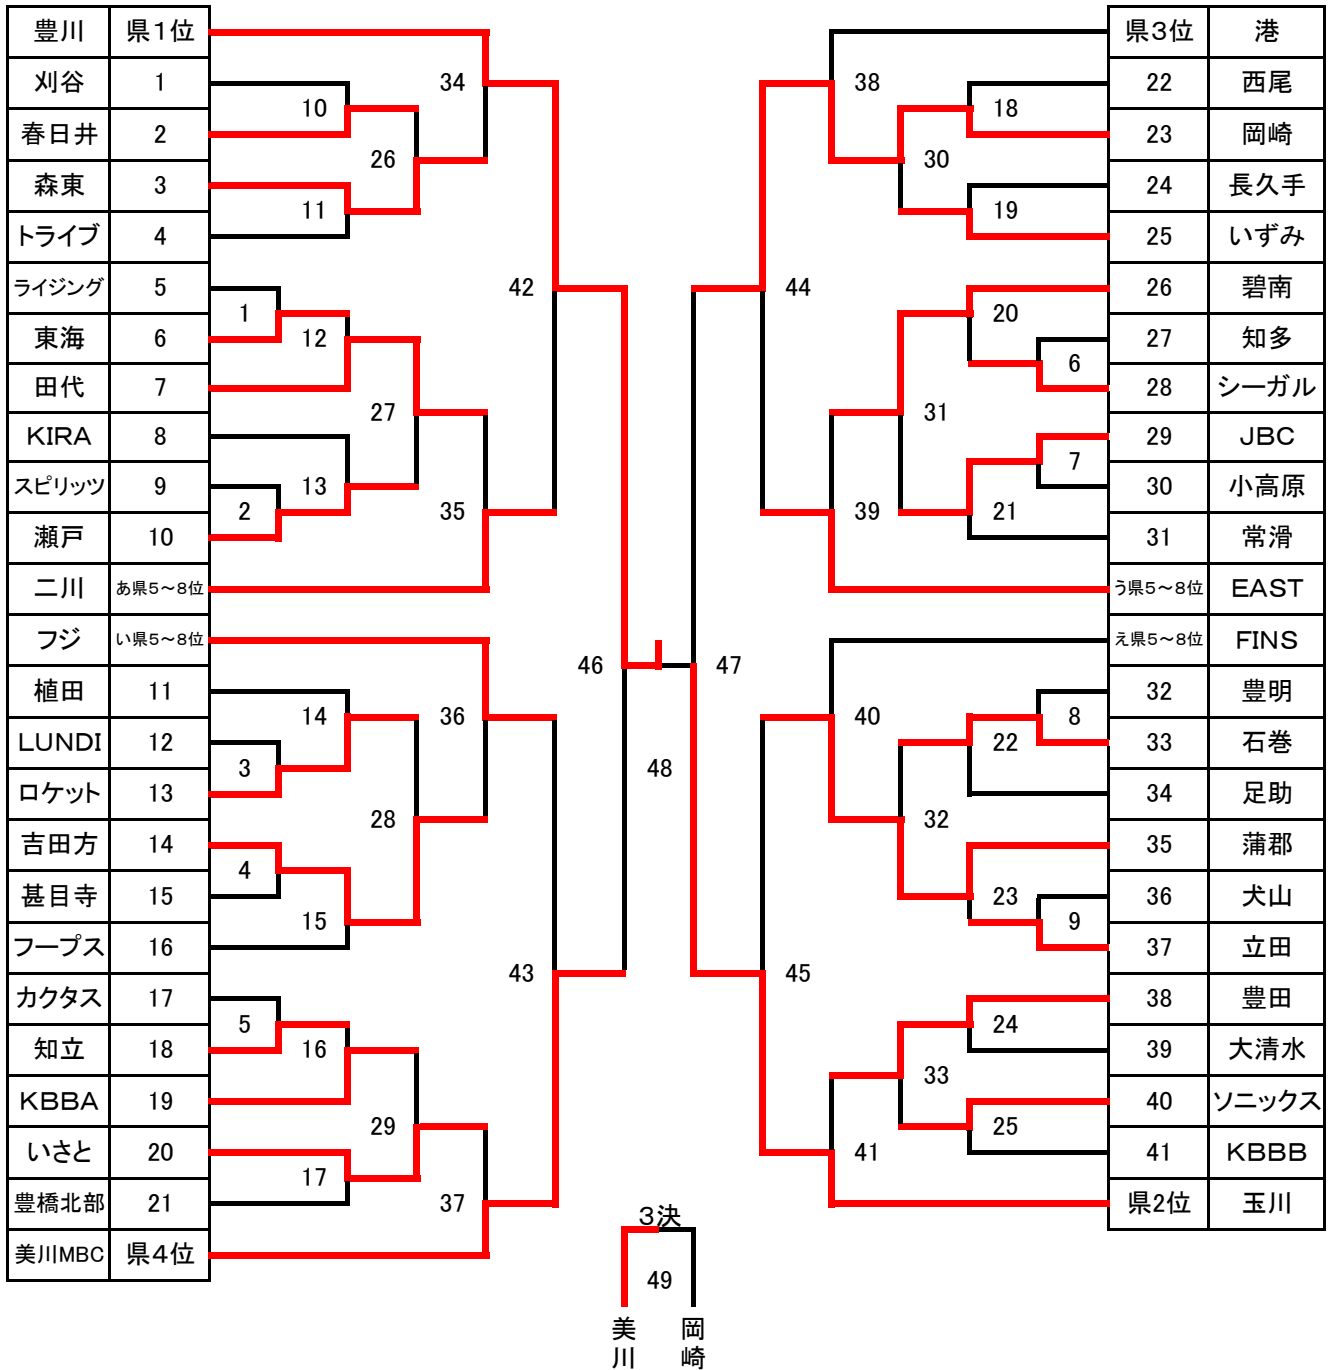 豊川 県1位
刈谷 1
春日井 2
森東 3
トライブ 4
ライジング 5
東海 6
田代 7
KIRA 8
スピリッツ 9
瀬戸 10
二川 あ県5～8位
フジ い県5～8位
植田 11
LUNDI 12
ロケット 13
吉田方 14
甚目寺 15
フープス 16
カクタス 17
知立 18
KBBA 19
いさと 20
豊橋北部 21
美川MBC 県4位
10
11
1
12
2
13
3
14
4
15
5
16
17
26
27
28
29
34
35
36
37
42
43
46
48
47
44
45
38
39
40
41
30
31
32
33
18
19
20
6
7
21
8
22
23
9
24
25
県3位 港
22 西尾
23 岡崎
24 長久手
25 いずみ
26 碧南
27 知多
28 シーガル
29 JBC
30 小高原
31 常滑
う県5～8位 EAST
え県5～8位 FINS
32 豊明
33 石巻
34 足助
35 蒲郡
36 犬山
37 立田
38 豊田
39 大清水
40 ソニックス
41 KBBB
県2位 玉川
3決
49
美川
岡崎